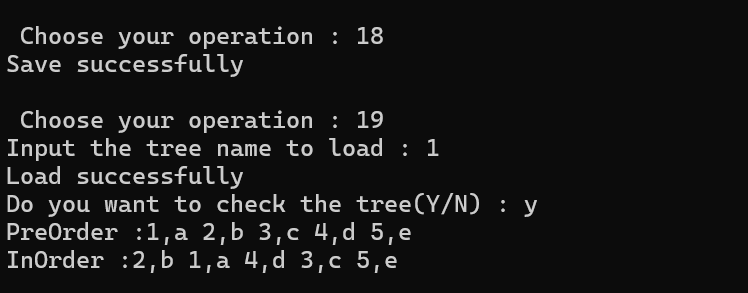 Choose your operation : 18
Save successfully
Choose your operation : 19
Input the tree name to load : 1
Load successfully
Do you want to check the tree(Y/N) : y
PreOrder :1,a 2,b 3,c 4,d 5,e
InOrder :2,b 1,a 4,d 3,c 5,e